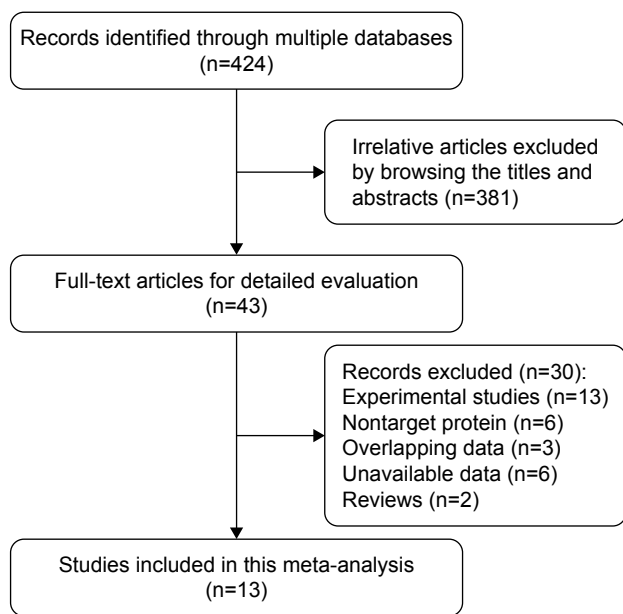 Records identified through multiple databases
(n=424)
Irrelative articles excluded
by browsing the titles and
abstracts (n=381)
Full-text articles for detailed evaluation
(n=43)
Records excluded (n=30):
Experimental studies (n=13)
Nontarget protein (n=6)
Overlapping data (n=3)
Unavailable data (n=6)
Reviews (n=2)
Studies included in this meta-analysis
(n=13)